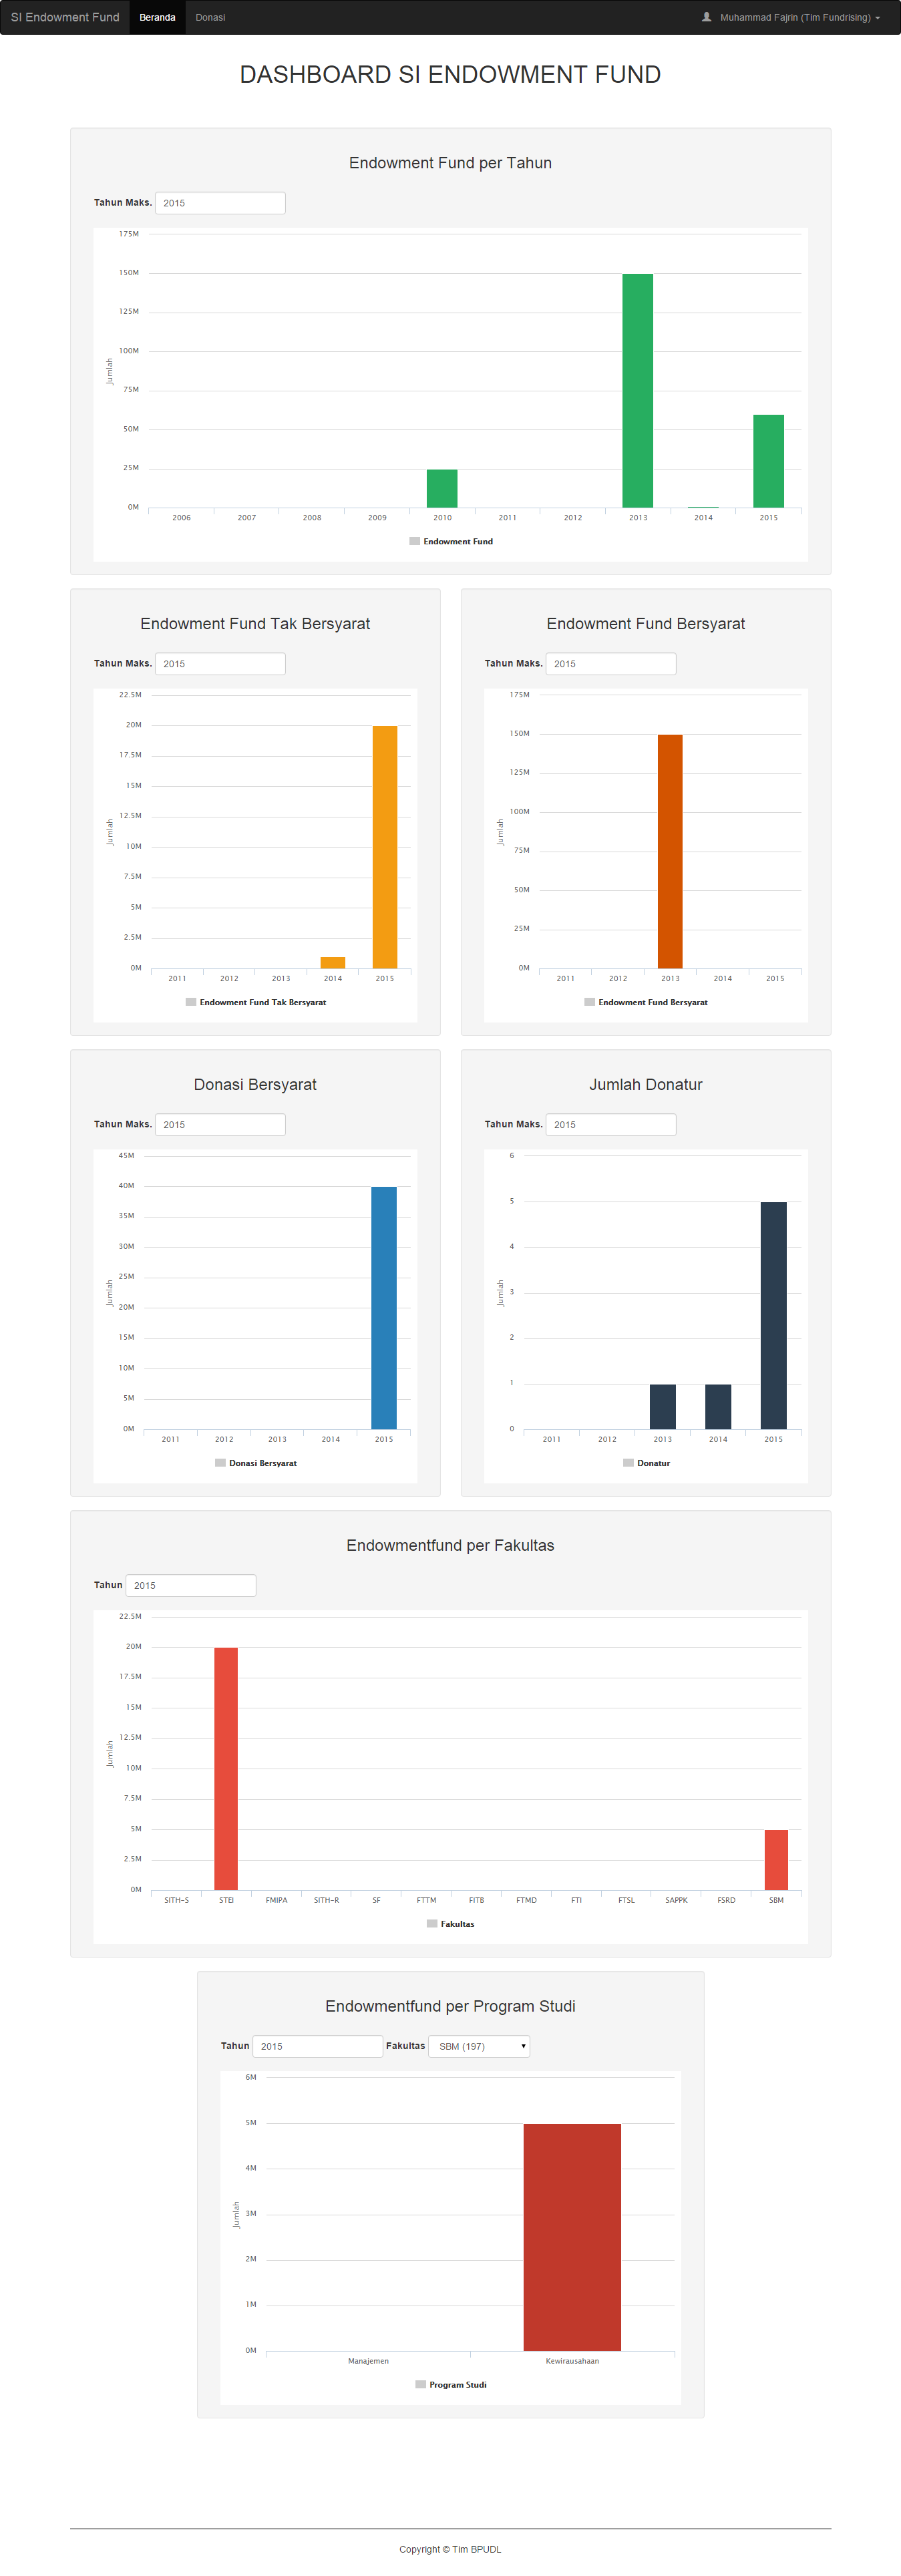 SI Endowment Fund Beranda Donasi Muhammad Fajrin (Tim Fundrising)
DASHBOARD SI ENDOWMENT FUND
Endowment Fund per Tahun
Tahun Maks. 2015
175M
150M
125M
100M
75M
50M
25M
0M
Jumlah
2006 2007 2008 2009 2010 2011 2012 2013 2014 2015
Endowment Fund
Endowment Fund Tak Bersyarat
Tahun Maks. 2015
22.5M
20M
17.5M
15M
12.5M
10M
7.5M
5M
2.5M
0M
Jumlah
2011 2012 2013 2014 2015
Endowment Fund Tak Bersyarat
Endowment Fund Bersyarat
Tahun Maks. 2015
175M
150M
125M
100M
75M
50M
25M
0M
Jumlah
2011 2012 2013 2014 2015
Endowment Fund Bersyarat
Donasi Bersyarat
Tahun Maks. 2015
45M
40M
35M
30M
25M
20M
15M
10M
5M
0M
Jumlah
2011 2012 2013 2014 2015
Donasi Bersyarat
Jumlah Donatur
Tahun Maks. 2015
6
5
4
3
2
1
0
Jumlah
2011 2012 2013 2014 2015
Donatur
Endowmentfund per Fakultas
Tahun 2015
22.5M
20M
17.5M
15M
12.5M
10M
7.5M
5M
2.5M
0M
Jumlah
SITH-S STEI FMIPA SITH-R SF FTTM FITB FTMD FTI FTSL SAPPK FSRD SBM
Fakultas
Endowmentfund per Program Studi
Tahun 2015 Fakultas SBM (197)
6M
5M
4M
3M
2M
1M
0M
Jumlah
Manajemen Kewirausahaan
Program Studi
Copyright © Tim BPUDL